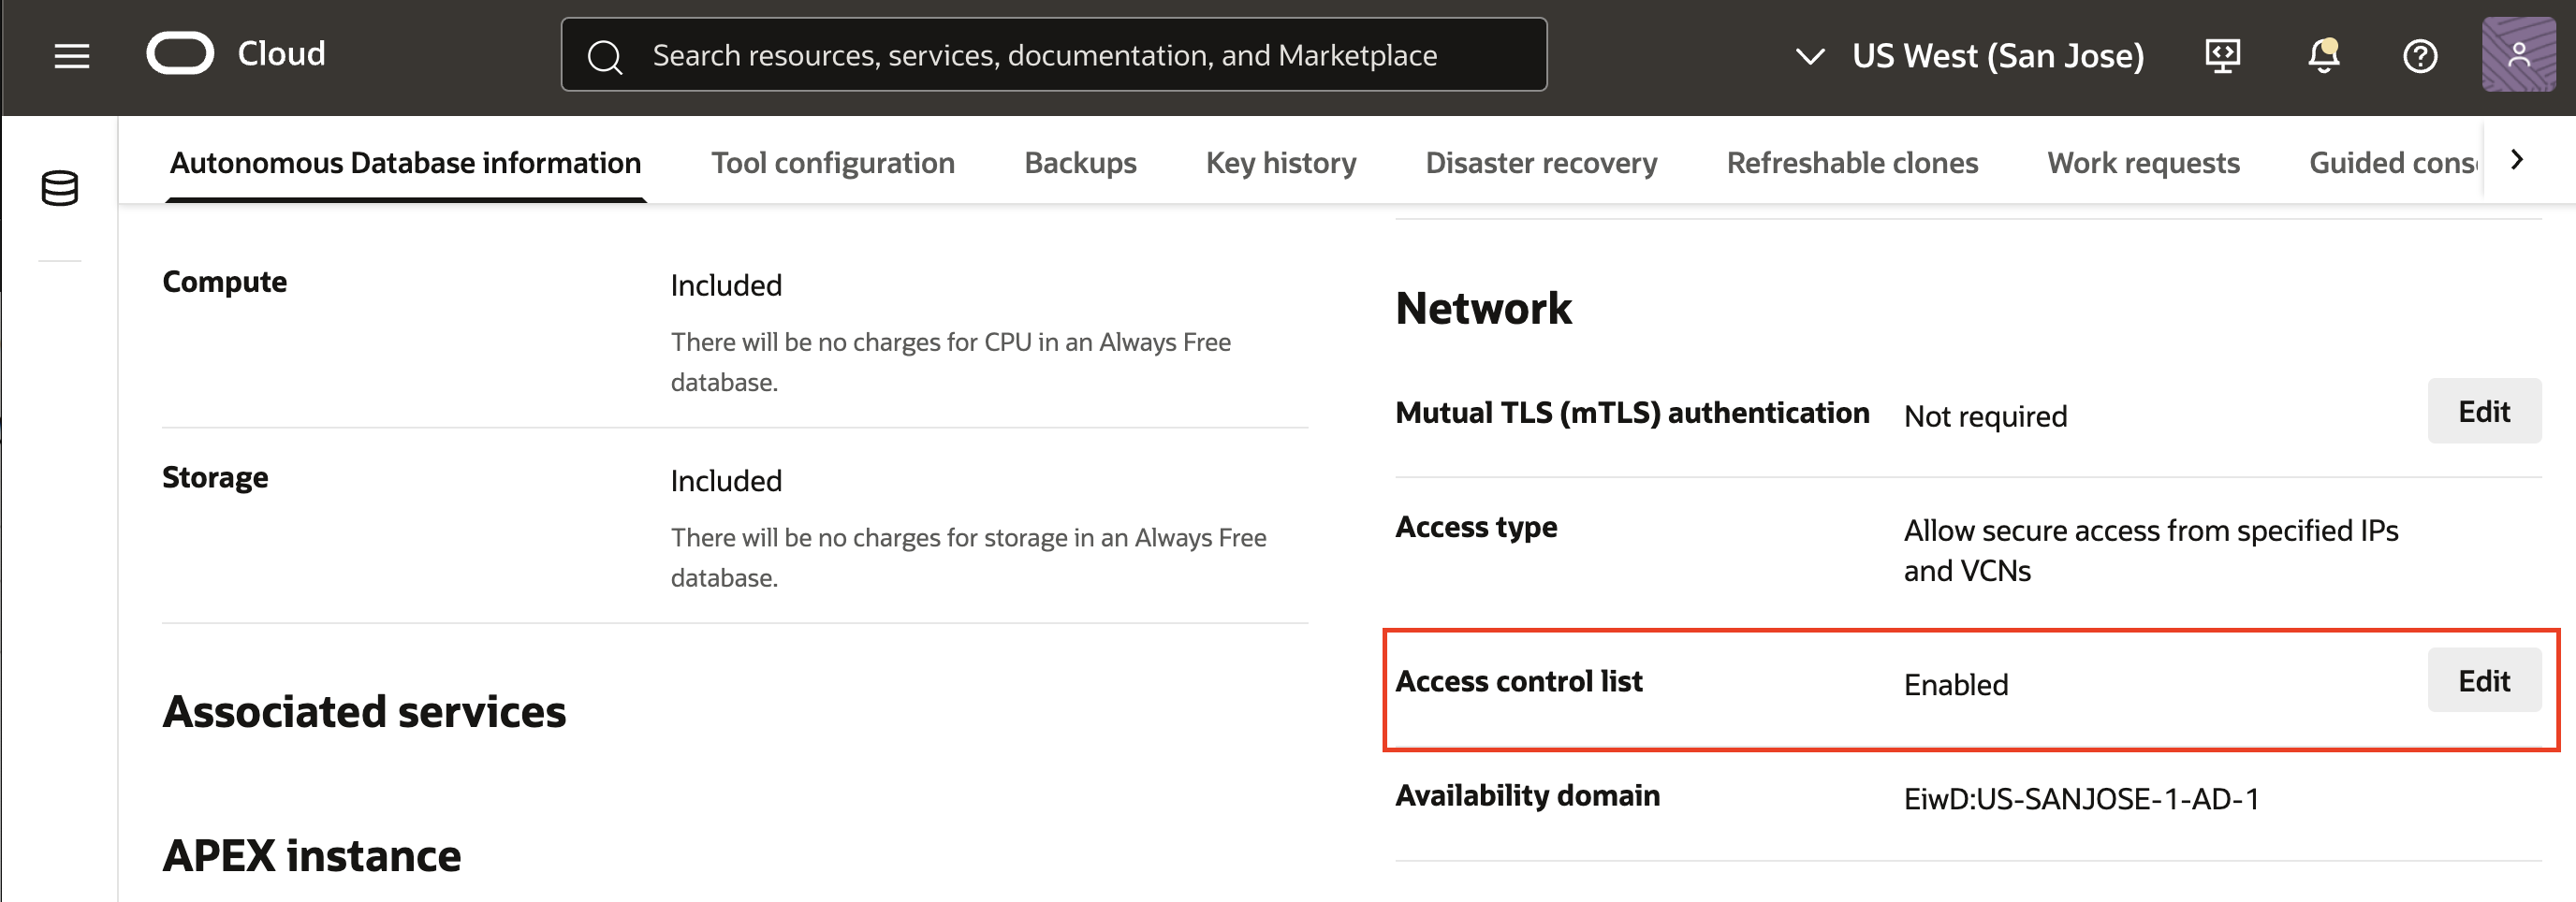 Cloud
Search resources, services, documentation, and Marketplace
US West (San Jose)
Autonomous Database information
Tool configuration
Backups
Key history
Disaster recovery
Refreshable clones
Work requests
Guided cons
Compute
Included
There will be no charges for CPU in an Always Free
database.
Storage
Included
There will be no charges for storage in an Always Free
database.
Associated services
APEX instance
Network
Mutual TLS (mTLS) authentication
Not required
Edit
Access type
Allow secure access from specified IPs
and VCNs
Access control list
Enabled
Edit
Availability domain
EiwD:US-SANJOSE-1-AD-1